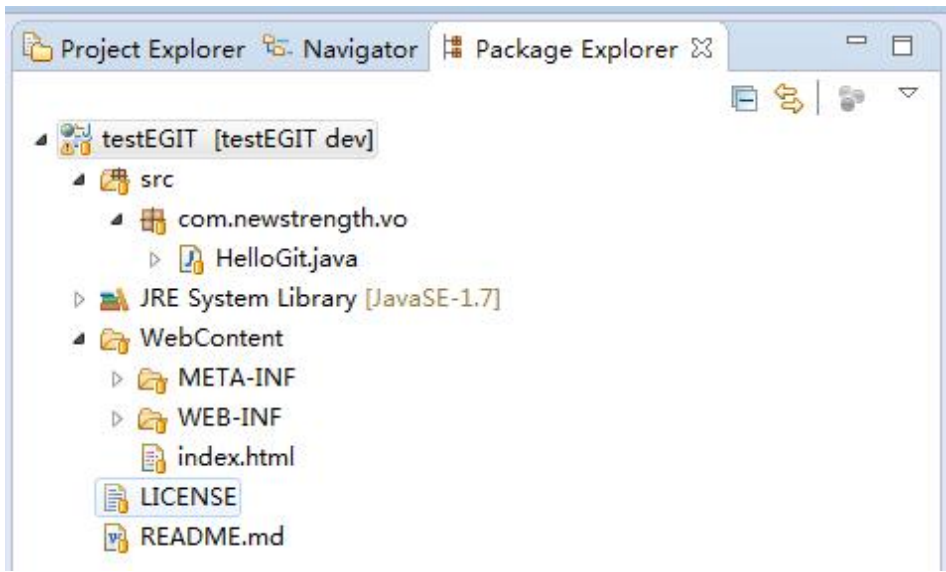 Project Explorer Navigator Package Explorer
testEGIT [testEGIT dev]
src
com.newstrength.vo
HelloGit.java
JRE System Library [JavaSE-1.7]
WebContent
META-INF
WEB-INF
index.html
LICENSE
README.md